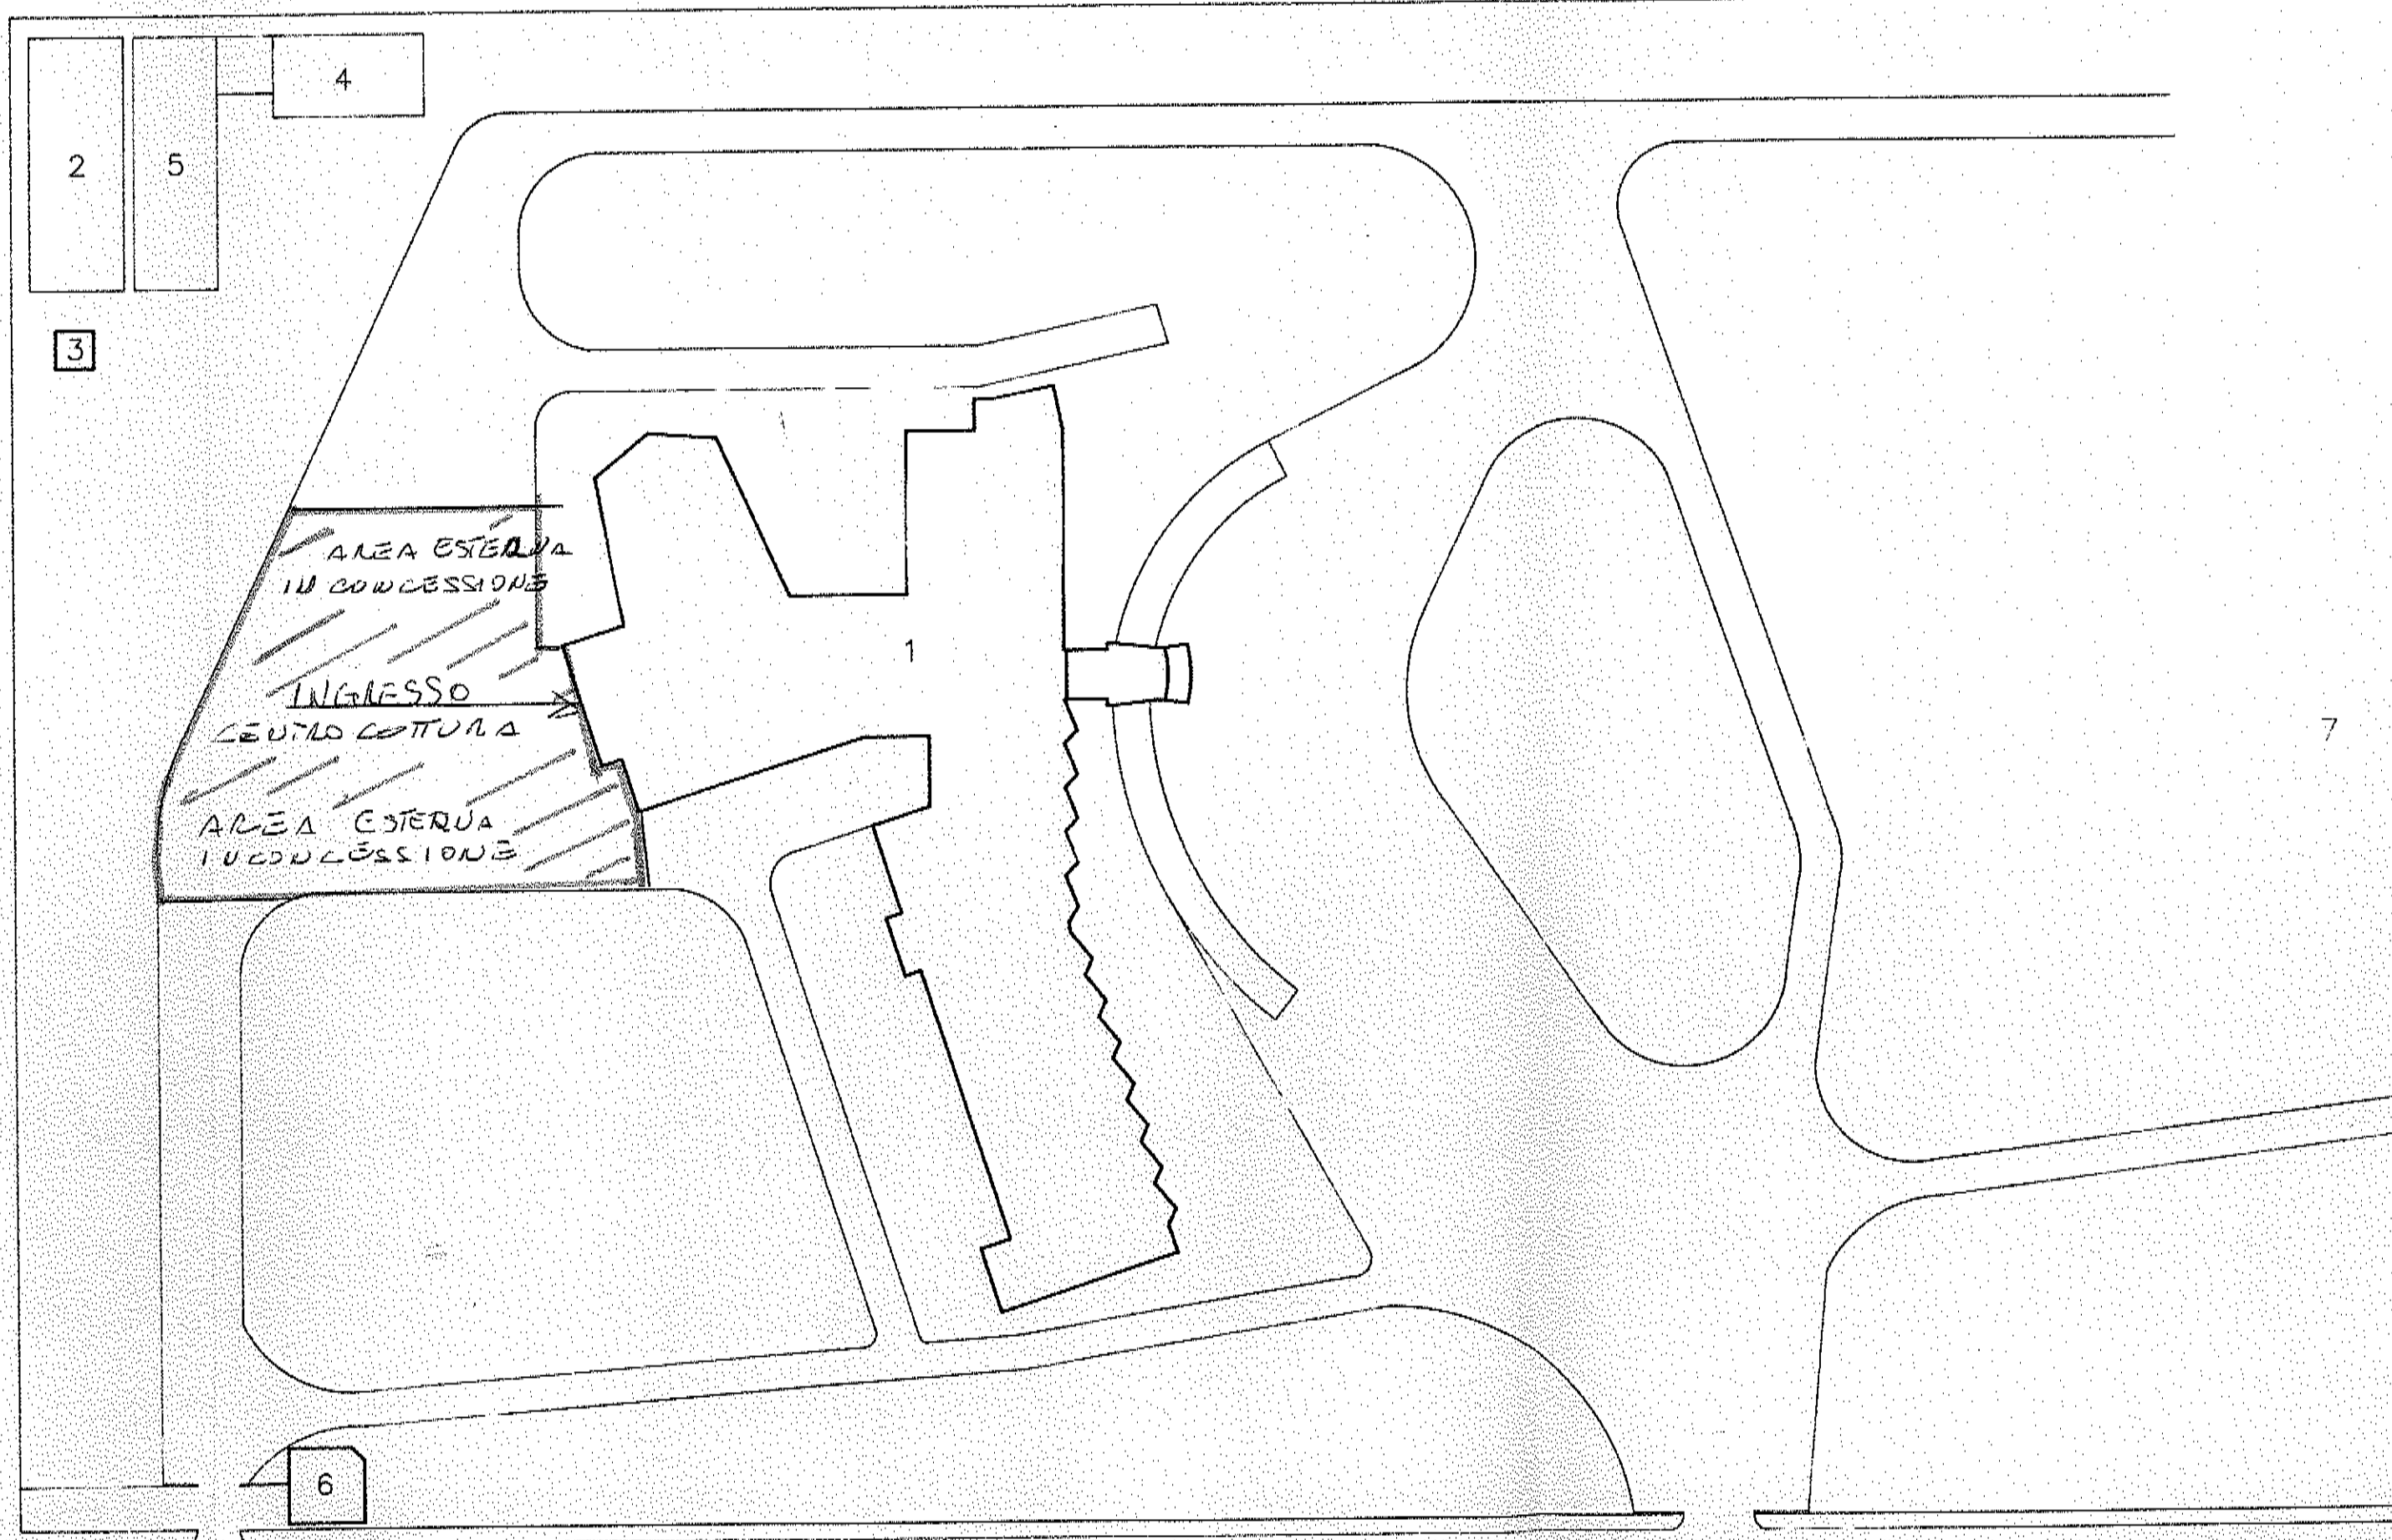 4
2
5
3
AREA ESTERNA
IN CONCESSIONE
1
INGRESSO
CENTRO COTTURA
7
AREA ESTERNA
IN CONCESSIONE
6